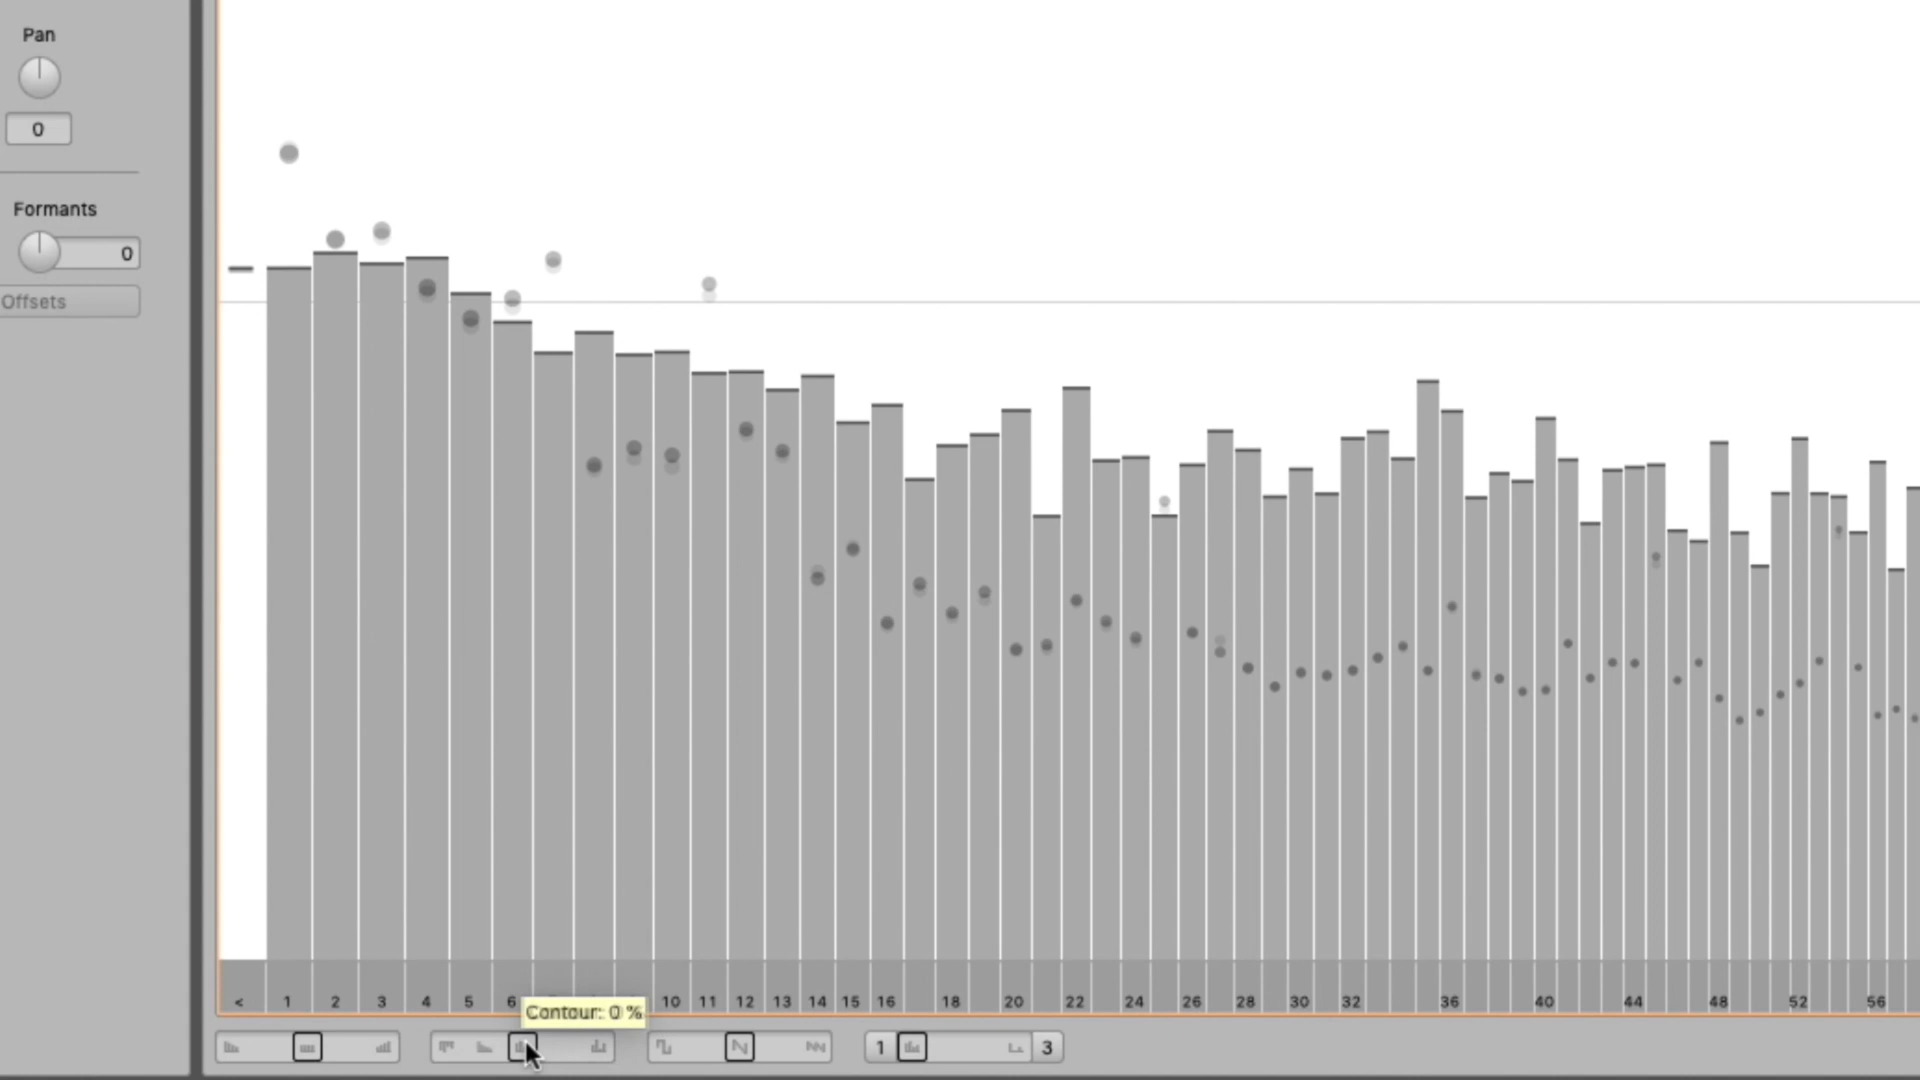 Pan
0
Formants
0
Offsets
< 1 2 3 4 5 6 10 11 12 13 14 15 16 18 20 22 24 26 28 30 32 36 40 44 48 52 56
Contour: 0 %
1 3